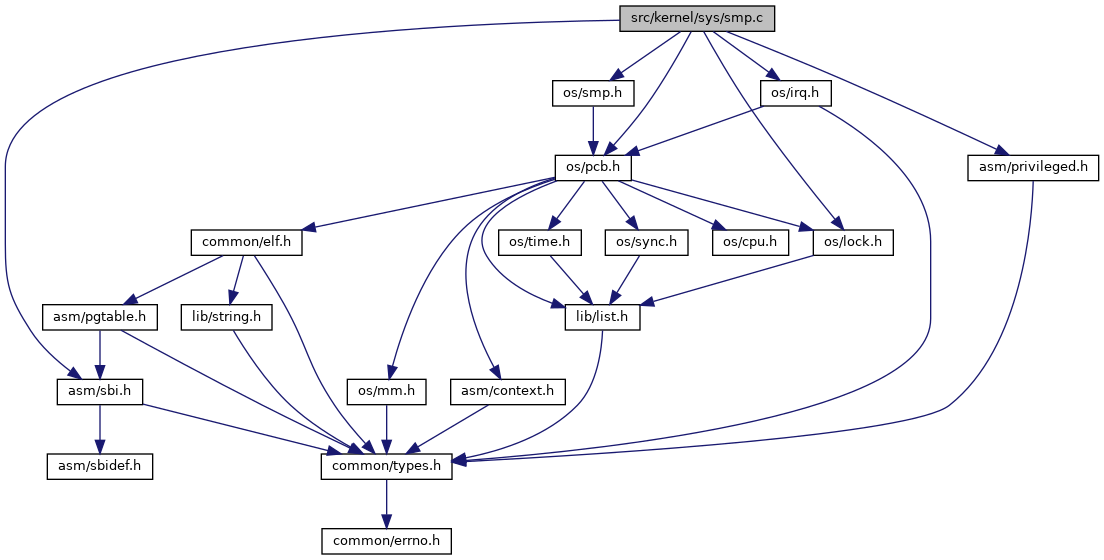 src/kernel/sys/smp.c
os/smp.h
os/irq.h
os/pcb.h
asm/privileged.h
common/elf.h
os/time.h
os/sync.h
os/cpu.h
os/lock.h
asm/pgtable.h
lib/string.h
lib/list.h
asm/sbi.h
os/mm.h
asm/context.h
asm/sbidef.h
common/types.h
common/errno.h